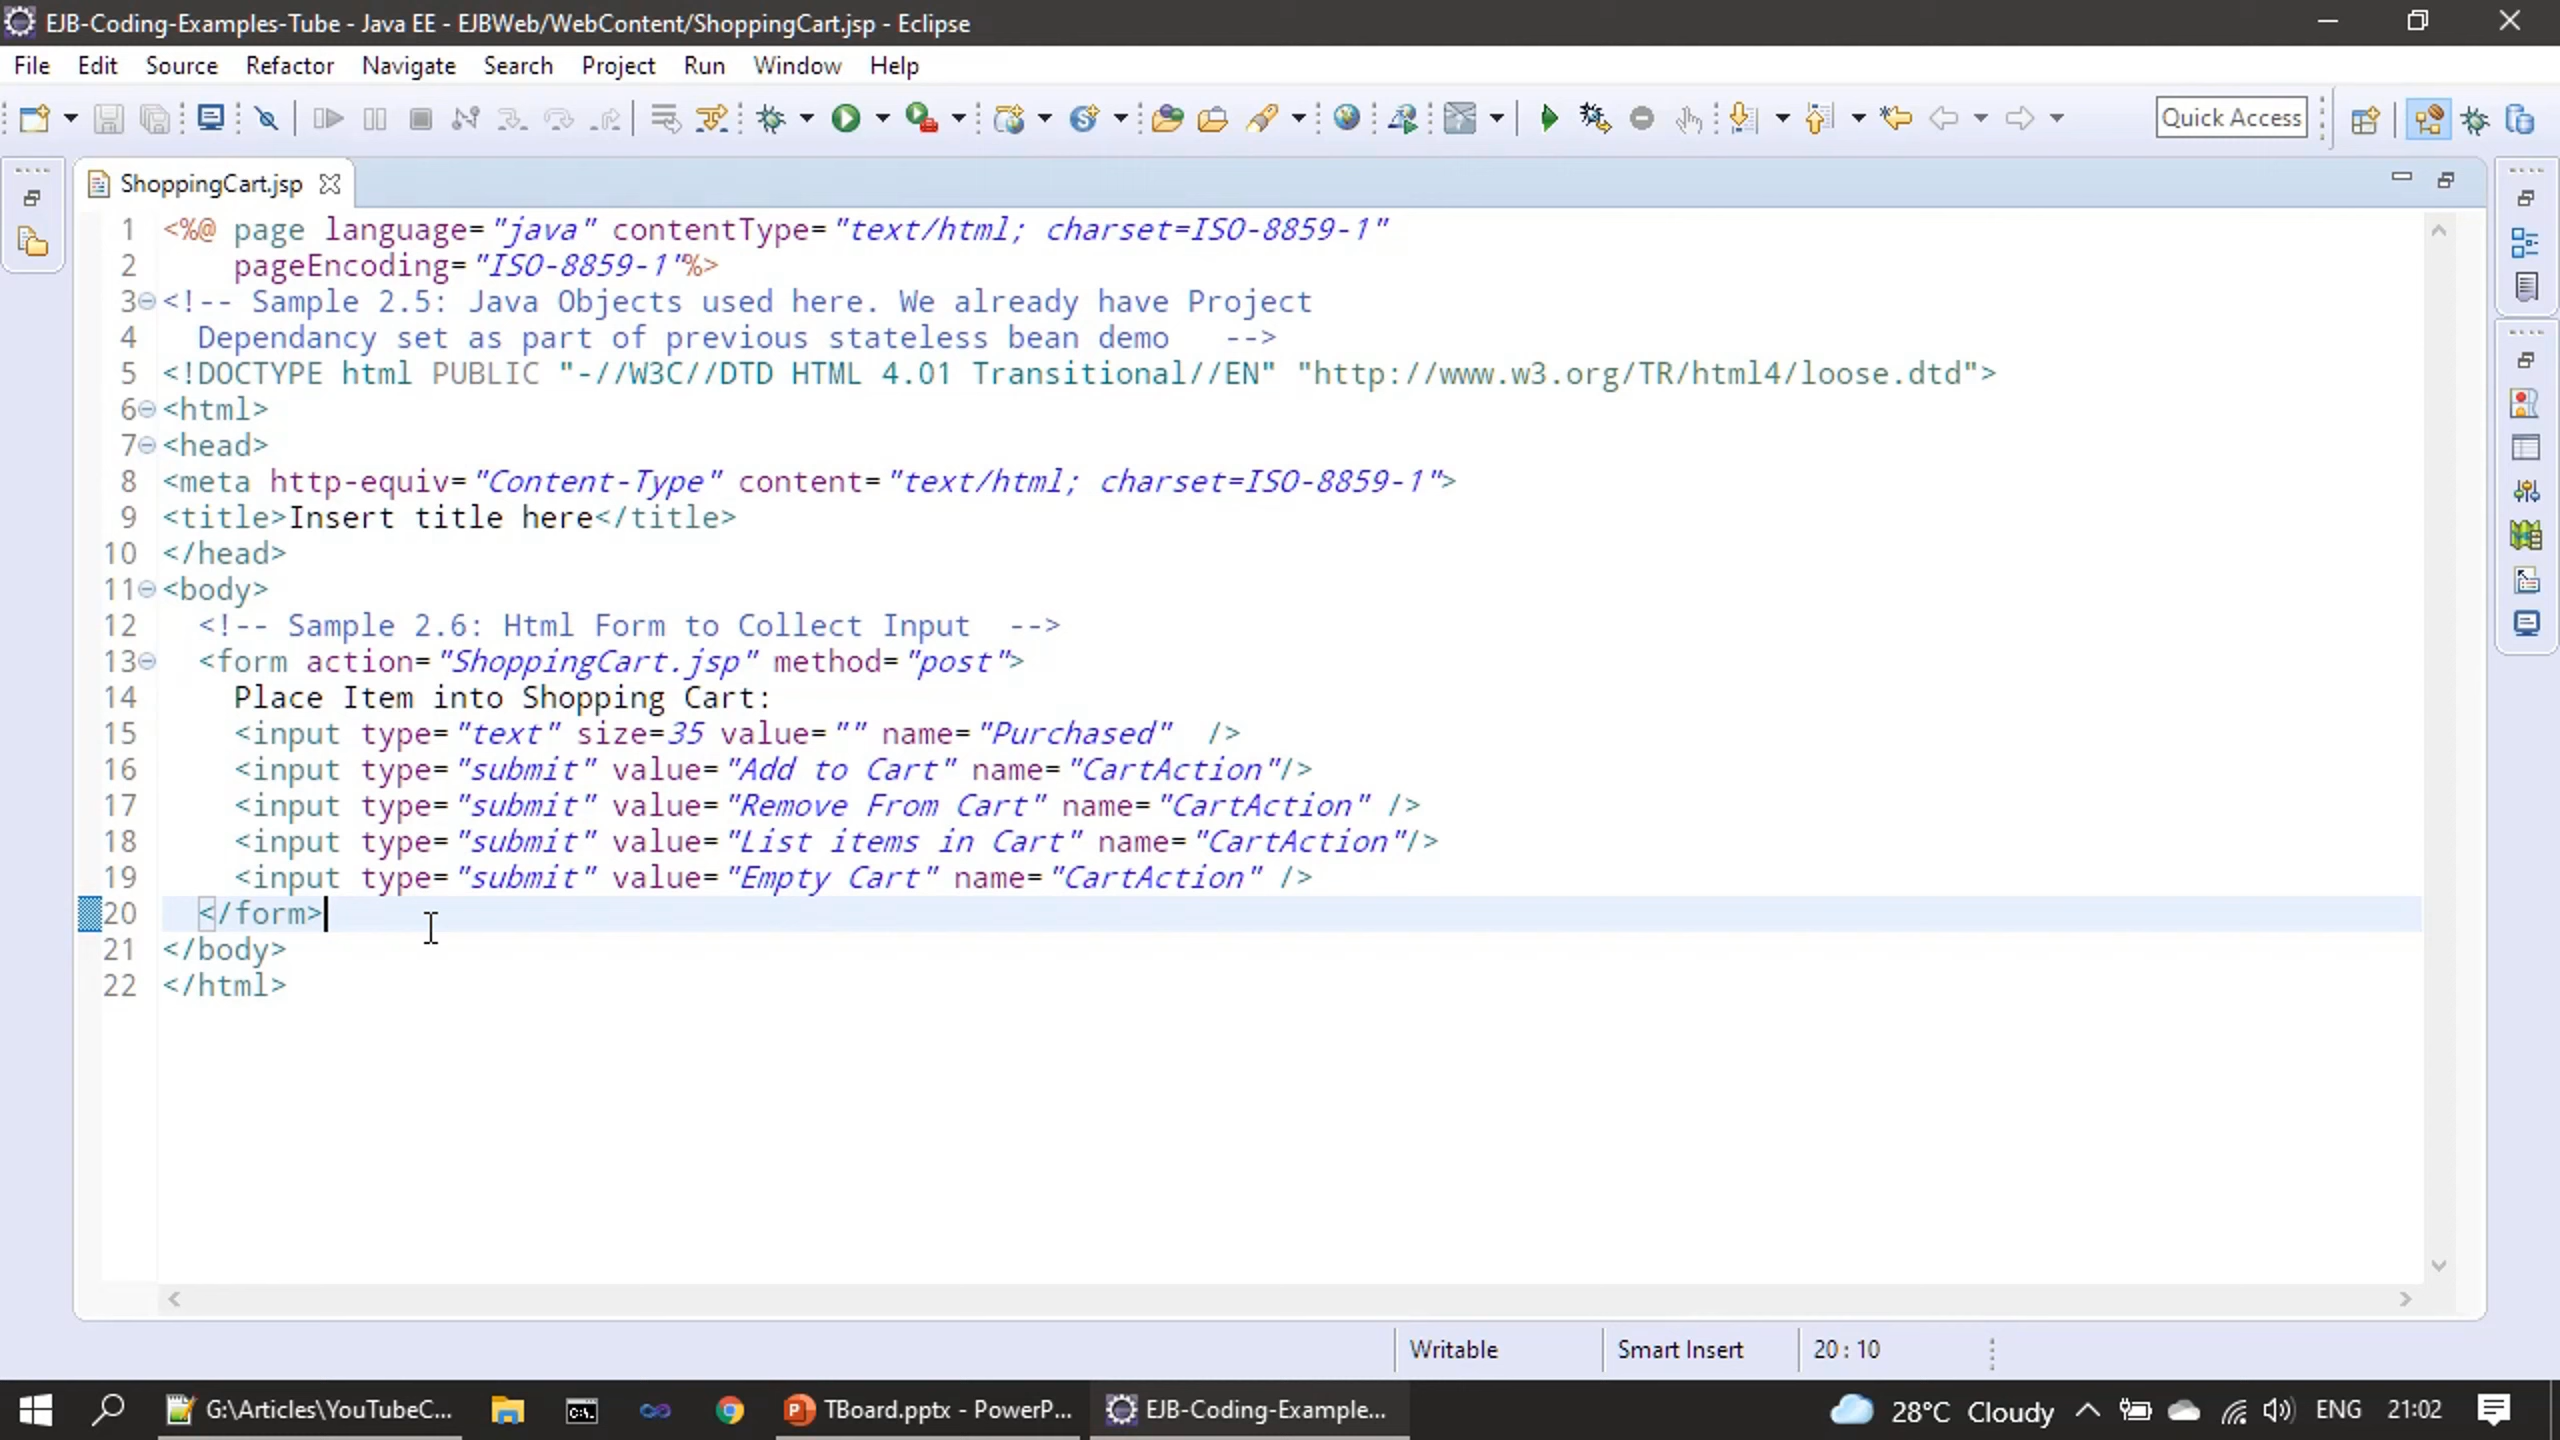 EJB-Coding-Examples-Tube - Java EE - EJBWeb/WebContent/ShoppingCart.jsp - Eclipse
File Edit Source Refactor Navigate Search Project Run Window Help
Quick Access
ShoppingCart.jsp
1 <%@ page language="java" contentType="text/html; charset=ISO-8859-1"
2     pageEncoding="ISO-8859-1"%>
3 <!-- Sample 2.5: Java Objects used here. We already have Project
4   Dependancy set as part of previous stateless bean demo   -->
5 <!DOCTYPE html PUBLIC "-//W3C//DTD HTML 4.01 Transitional//EN" "http://www.w3.org/TR/html4/loose.dtd">
6 <html>
7 <head>
8 <meta http-equiv="Content-Type" content="text/html; charset=ISO-8859-1">
9 <title>Insert title here</title>
10 </head>
11 <body>
12   <!-- Sample 2.6: Html Form to Collect Input  -->
13   <form action="ShoppingCart.jsp" method="post">
14     Place Item into Shopping Cart:
15     <input type="text" size=35 value="" name="Purchased"  />
16     <input type="submit" value="Add to Cart" name="CartAction"/>
17     <input type="submit" value="Remove From Cart" name="CartAction" />
18     <input type="submit" value="List items in Cart" name="CartAction"/>
19     <input type="submit" value="Empty Cart" name="CartAction" />
20   </form>
21 </body>
22 </html>
Writable Smart Insert 20 : 10
G:\Articles\YouTubeC... TBoard.pptx - PowerP... EJB-Coding-Example... 28°C Cloudy ENG 21:02